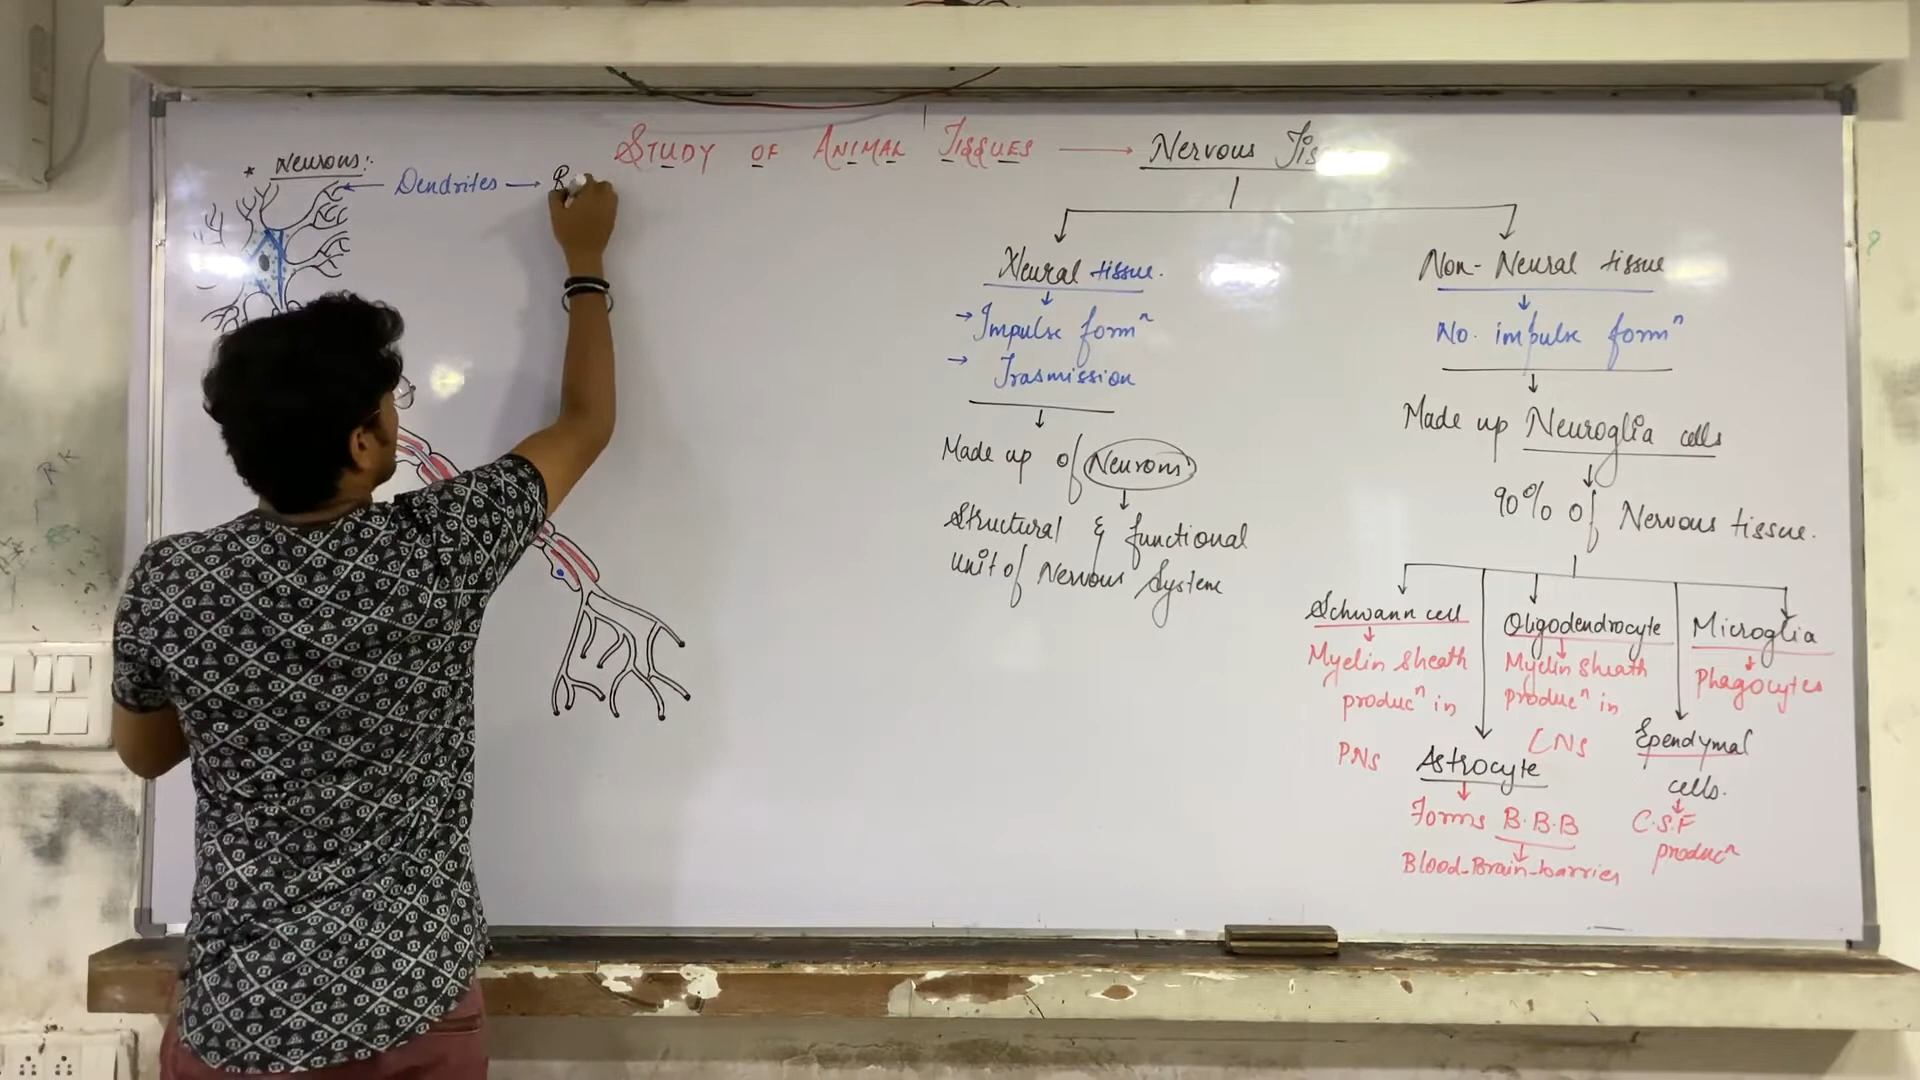 STUDY OF ANIMAL TISSUES → Nervous Tis
* Neurons:.
← Dendrites → R
Neural tissue.
→ Impulse formⁿ
→ Trasmission
Made up of Neurons
Structural & functional
unit of Nervous System
Non-Neural tissue
No. impulse formⁿ
Made up Neuroglia cells
90% of Nervous tissue.
Schwann cell
Myelin sheath
producⁿ in
PNS
Oligodendrocyte
Myelin sheath
producⁿ in
CNS
Microglia
Phagocytes
Astrocyte
Forms B.B.B
Blood-Brain-barrier
Ependymal
cells.
C.S.F
producⁿ
RK